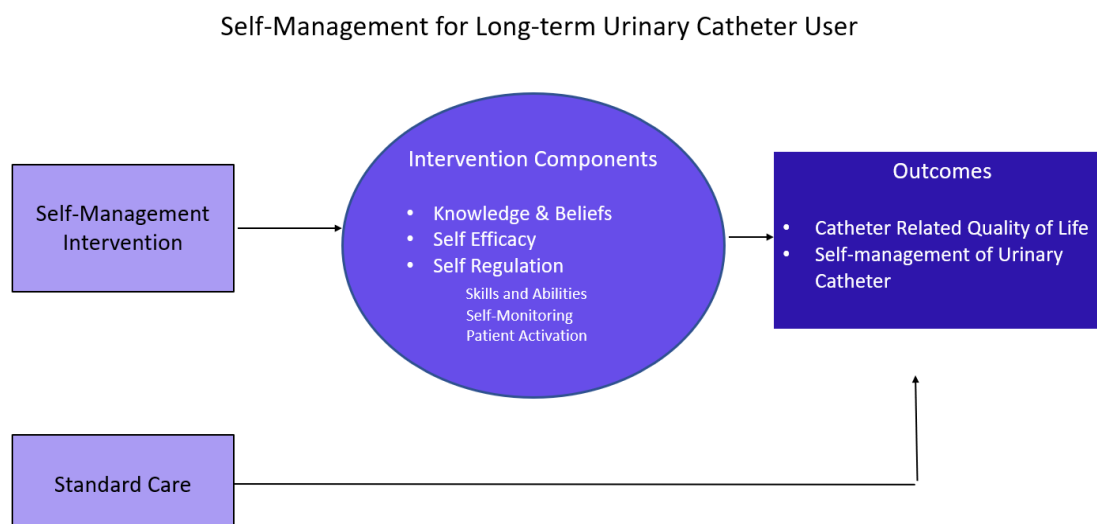 Self-Management for Long-term Urinary Catheter User
Self-Management
Intervention
Intervention Components
• Knowledge & Beliefs
• Self Efficacy
• Self Regulation
Skills and Abilities
Self-Monitoring
Patient Activation
Outcomes
• Catheter Related Quality of Life
• Self-management of Urinary
Catheter
Standard Care